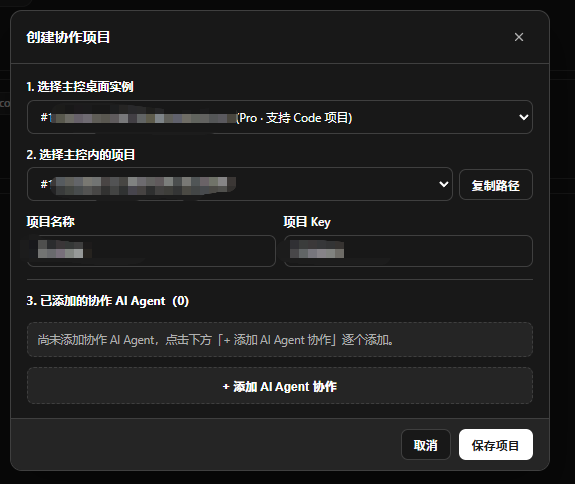 创建协作项目
1. 选择主控桌面实例
#1 (Pro · 支持 Code 项目)
2. 选择主控内的项目
复制路径
项目名称
项目 Key
3. 已添加的协作 AI Agent（0）
尚未添加协作 AI Agent，点击下方「+ 添加 AI Agent 协作」逐个添加。
+ 添加 AI Agent 协作
取消
保存项目